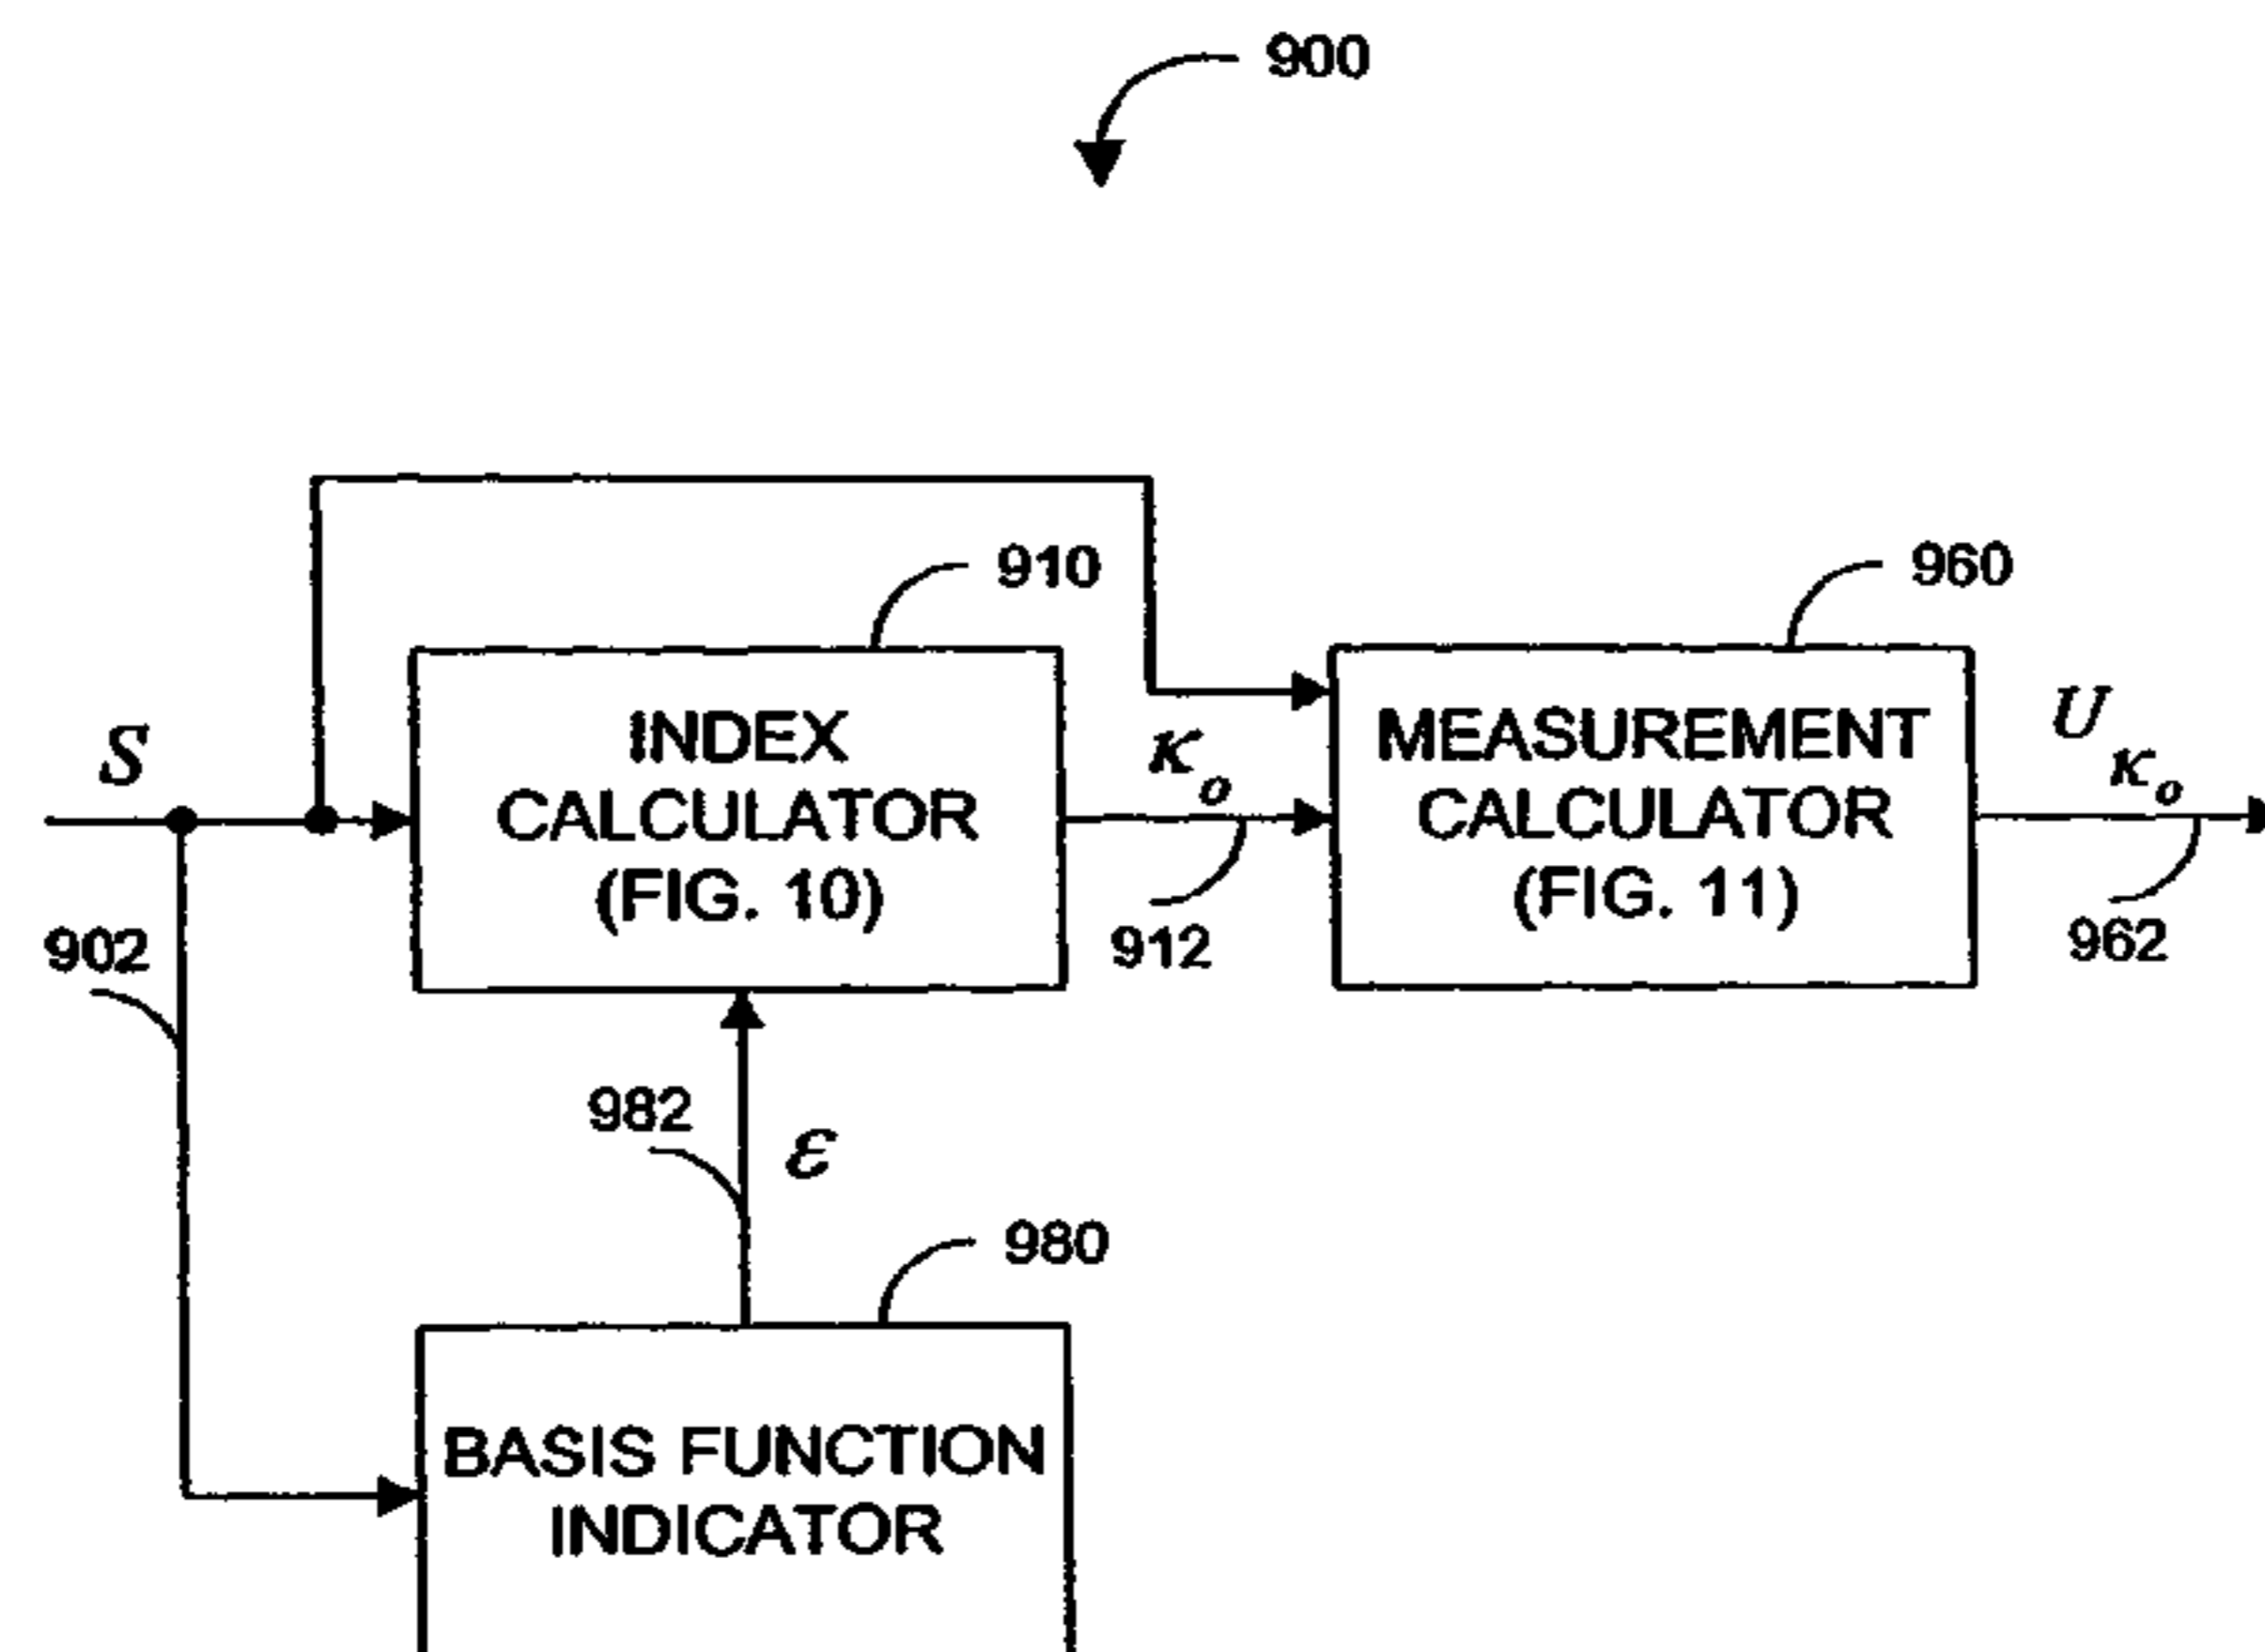 900
910
960
INDEX
CALCULATOR
(FIG. 10)
MEASUREMENT
CALCULATOR
(FIG. 11)
S
κo
Uκo
902
912
962
982
ε
980
BASIS FUNCTION
INDICATOR